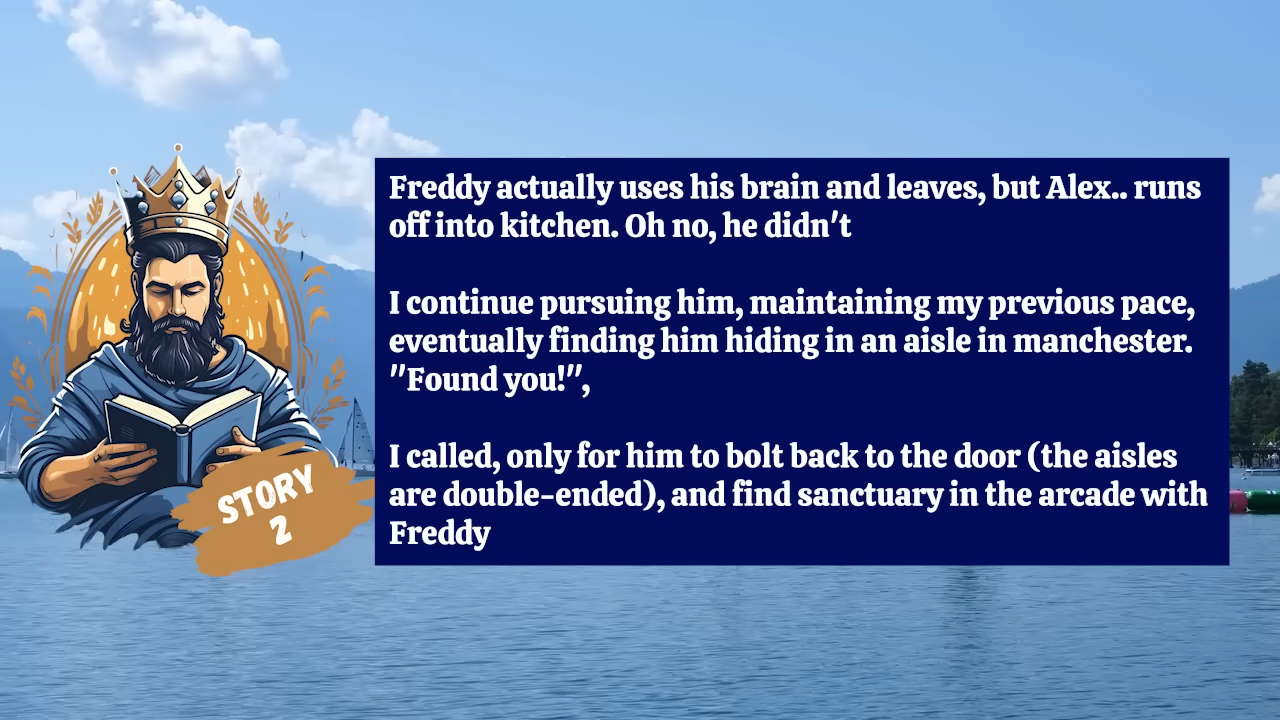 Freddy actually uses his brain and leaves, but Alex.. runs
off into kitchen. Oh no, he didn't
I continue pursuing him, maintaining my previous pace,
eventually finding him hiding in an aisle in manchester.
"Found you!",
I called, only for him to bolt back to the door (the aisles
are double-ended), and find sanctuary in the arcade with
Freddy
STORY
2